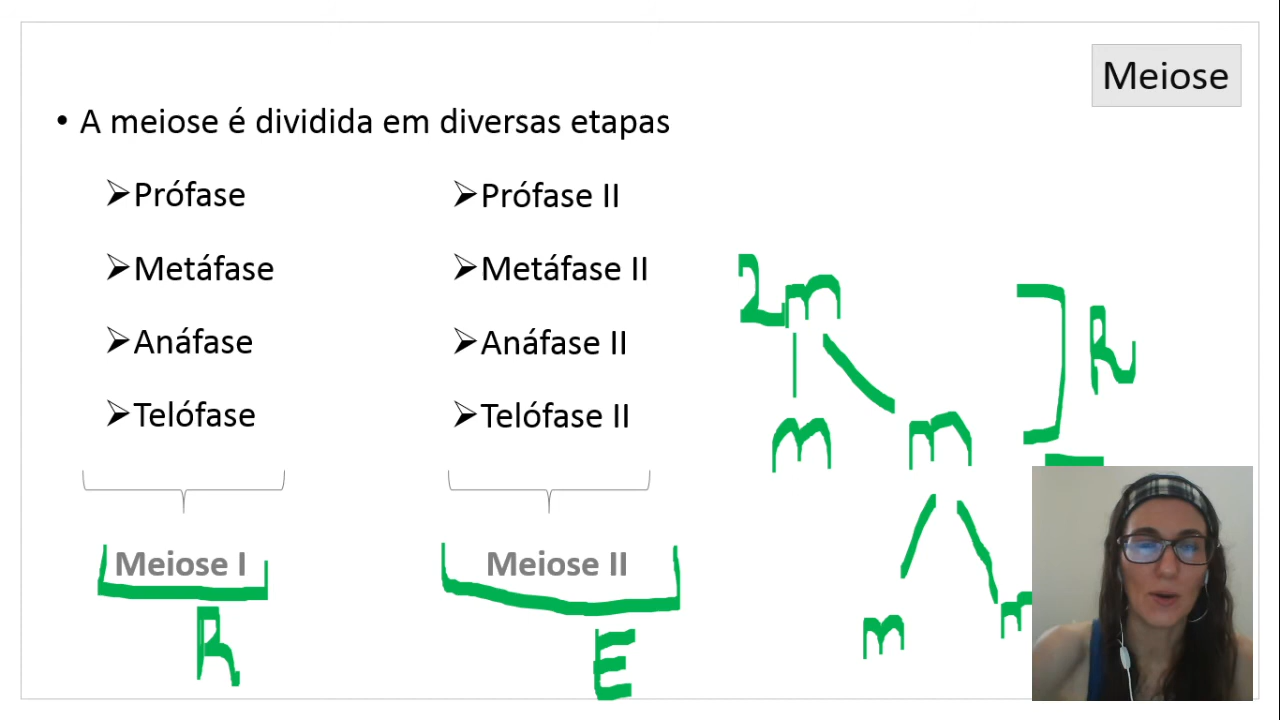 Meiose
• A meiose é dividida em diversas etapas
➢Prófase
➢Metáfase
➢Anáfase
➢Telófase
➢Prófase II
➢Metáfase II
➢Anáfase II
➢Telófase II
Meiose I
R
Meiose II
E
2n
R
n n
n n